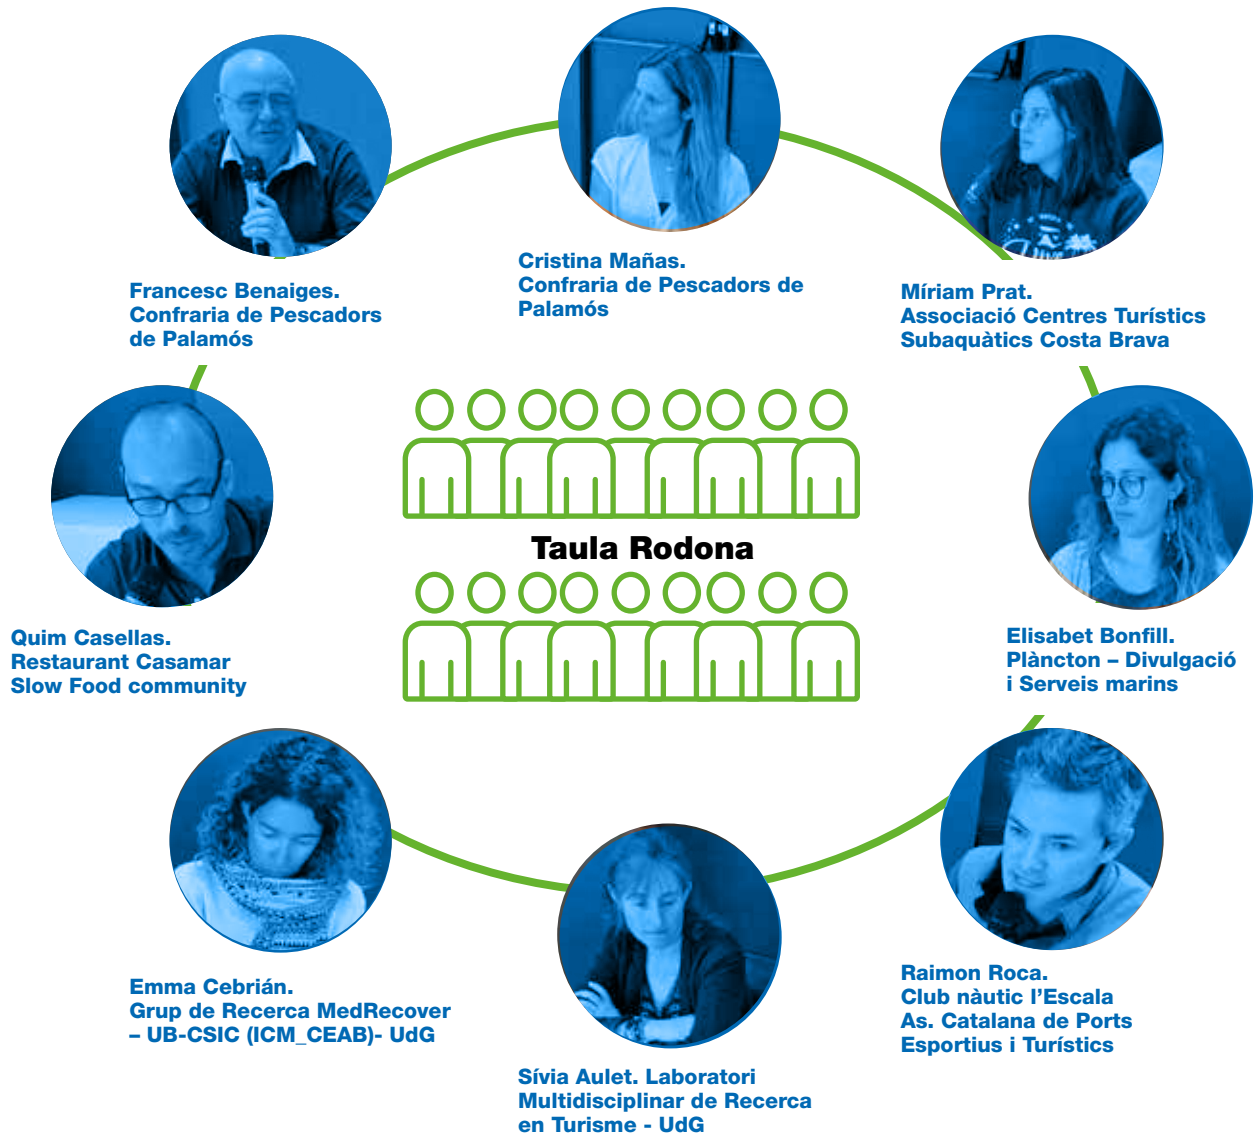 Francesc Benaiges.
Confraria de Pescadors
de Palamós
Cristina Mañas.
Confraria de Pescadors de
Palamós
Míriam Prat.
Associació Centres Turístics
Subaquàtics Costa Brava
Quim Casellas.
Restaurant Casamar
Slow Food community
Taula Rodona
Elisabet Bonfill.
Plàncton – Divulgació
i Serveis marins
Emma Cebrián.
Grup de Recerca MedRecover
– UB-CSIC (ICM_CEAB)- UdG
Sívia Aulet. Laboratori
Multidisciplinar de Recerca
en Turisme - UdG
Raimon Roca.
Club nàutic l’Escala
As. Catalana de Ports
Esportius i Turístics